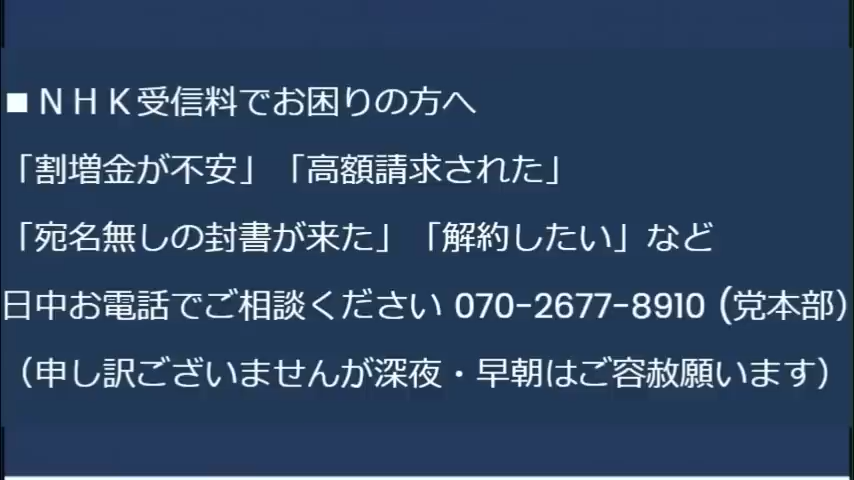 ■ＮＨＫ受信料でお困りの方へ
「割増金が不安」「高額請求された」
「宛名無しの封書が来た」「解約したい」など
日中お電話でご相談ください 070-2677-8910 (党本部)
（申し訳ございませんが深夜・早朝はご容赦願います）